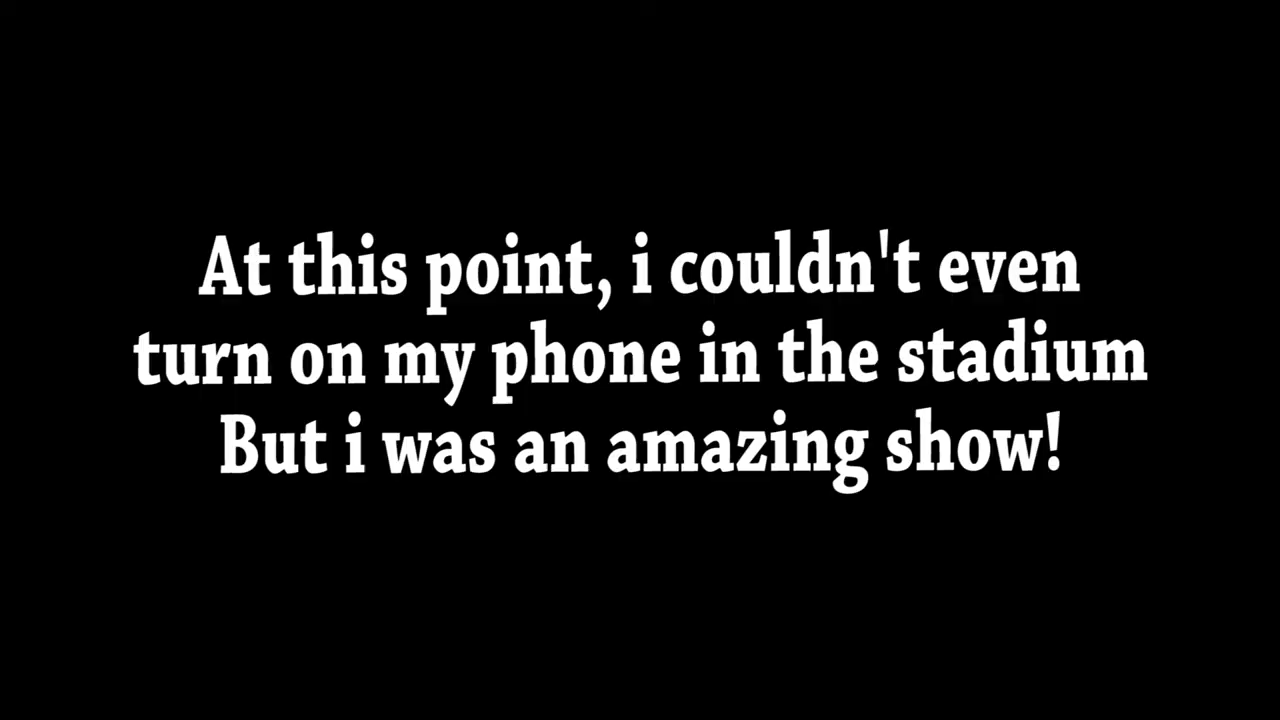 At this point, i couldn't even
turn on my phone in the stadium
But i was an amazing show!